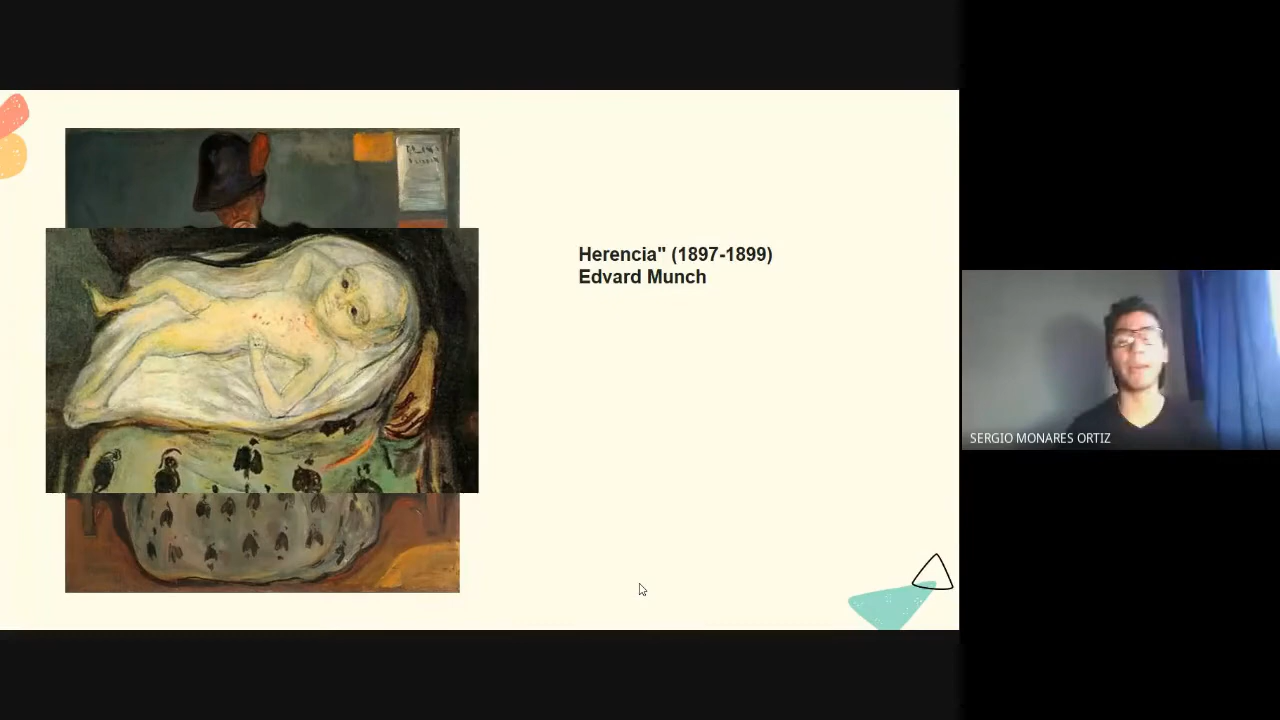 Herencia" (1897-1899)
Edvard Munch
SERGIO MONARES ORTIZ